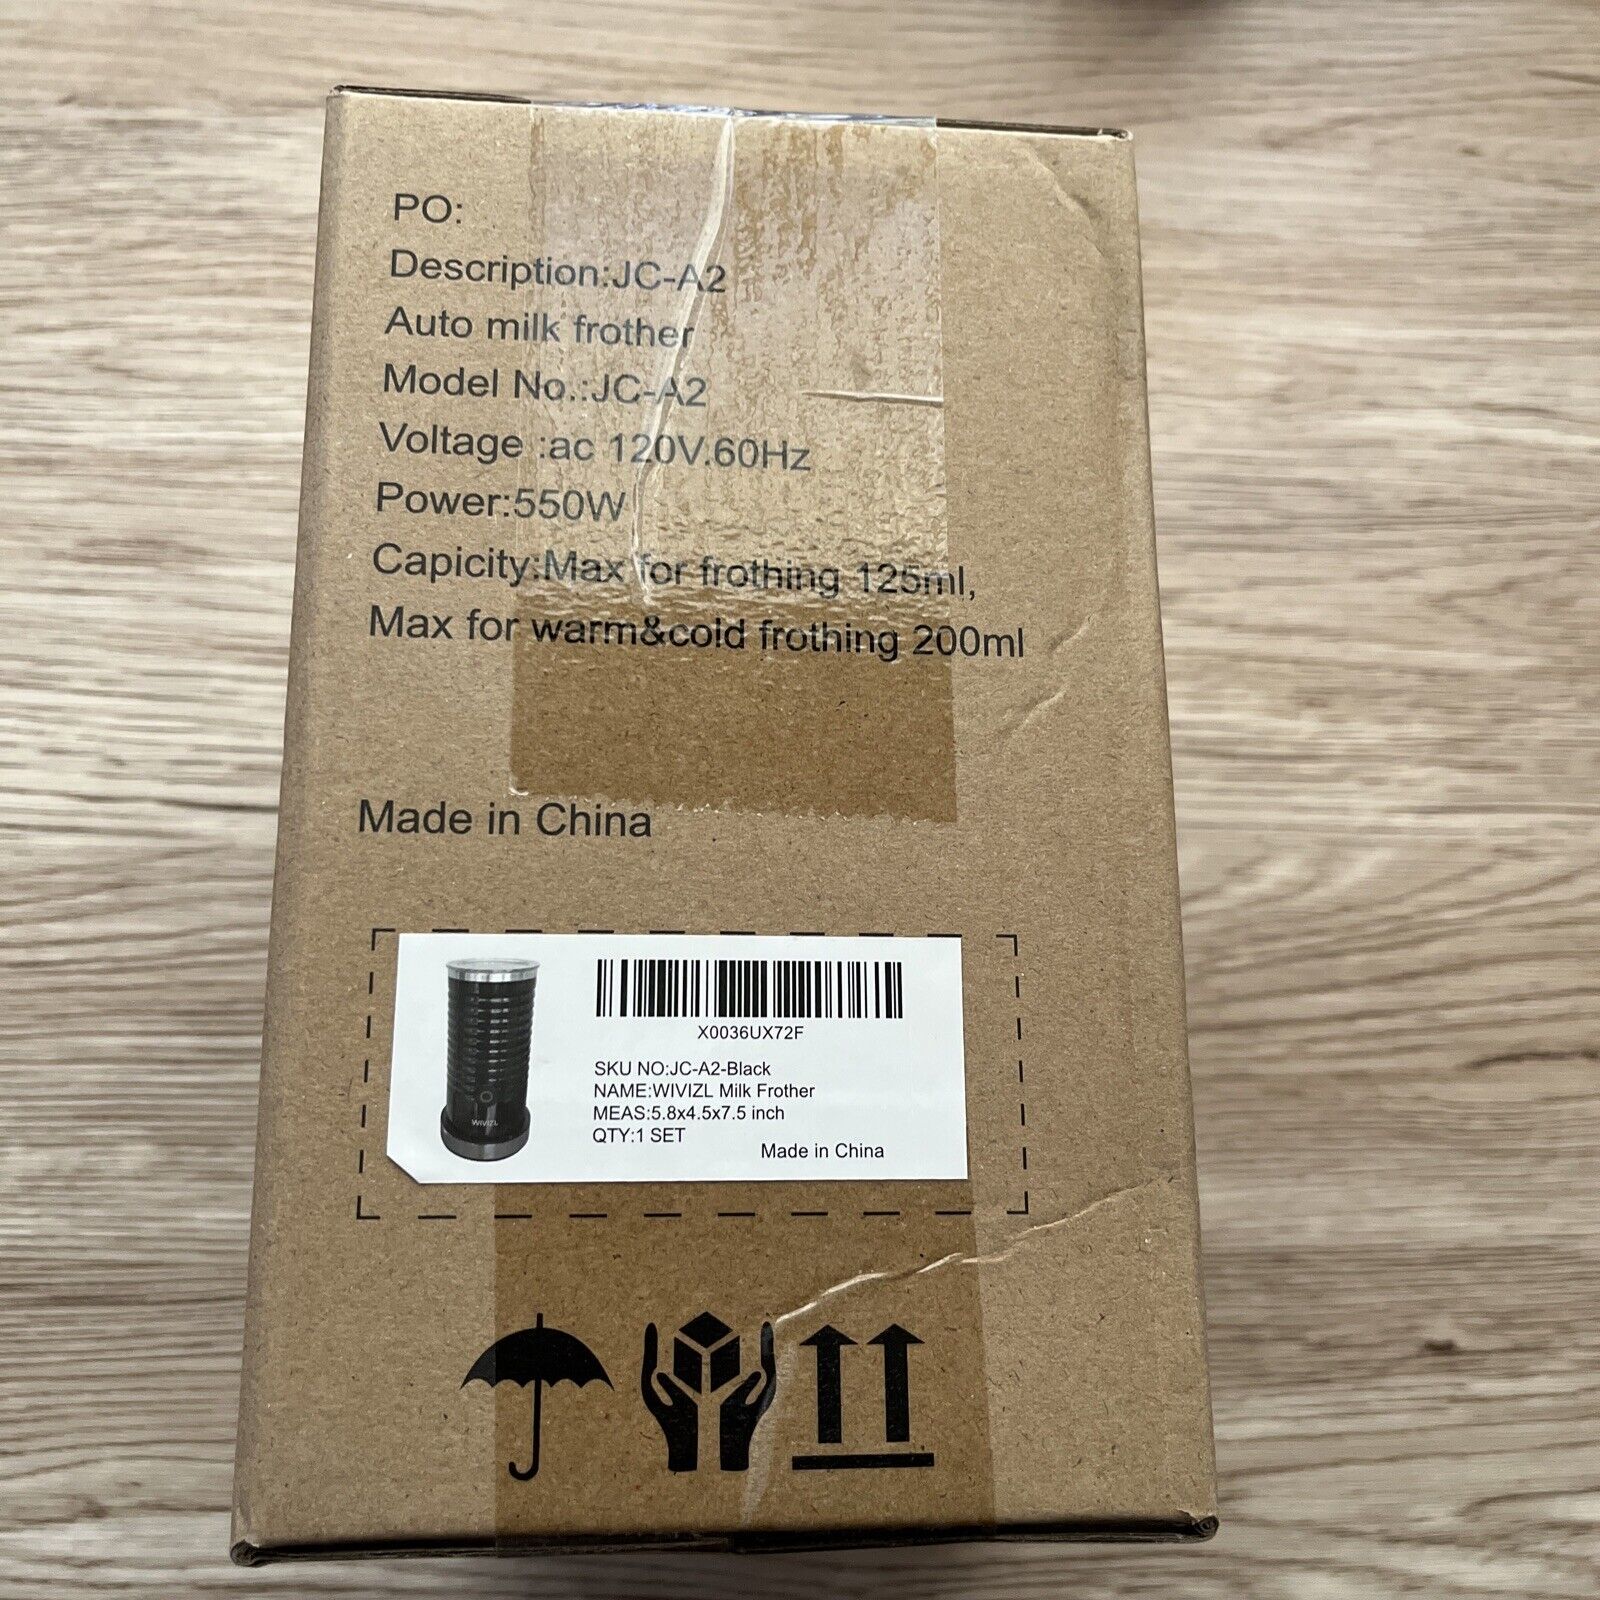 PO:
Description:JC-A2
Auto milk frother
Model No.:JC-A2
Voltage :ac 120V.60Hz
Power:550W
Capicity:Max for frothing 125ml,
Max for warm&cold frothing 200ml
Made in China
X0036UX72F
SKU NO:JC-A2-Black
NAME:WIVIZL Milk Frother
MEAS:5.8x4.5x7.5 inch
QTY:1 SET
Made in China
WIVIZL